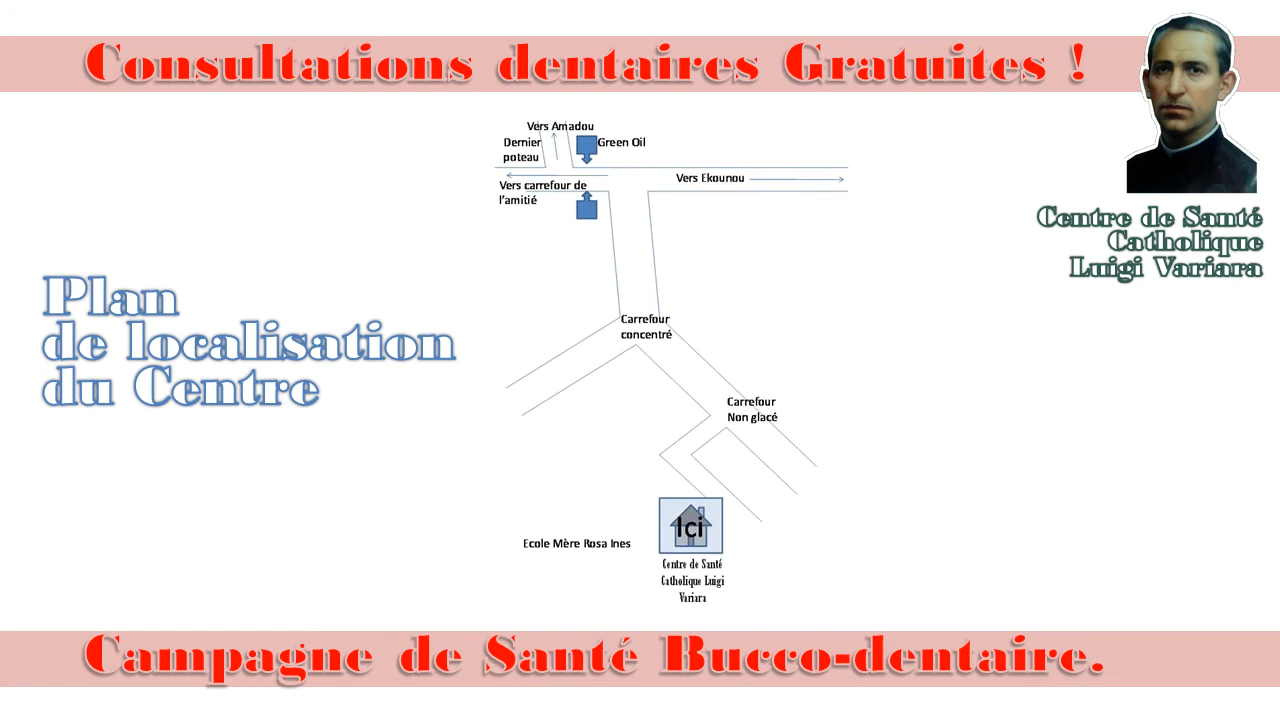 Consultations dentaires Gratuites !
Vers Amadou
Dernier
poteau
Green Oil
Vers carrefour de
l'amitié
Vers Ekounou
Centre de Santé
Catholique
Luigi Variara
Plan
de localisation
du Centre
Carrefour
concentré
Carrefour
Non glacé
Ici
Ecole Mère Rosa Ines
Centre de Santé
Catholique Luigi
Variara
Campagne de Santé Bucco-dentaire.